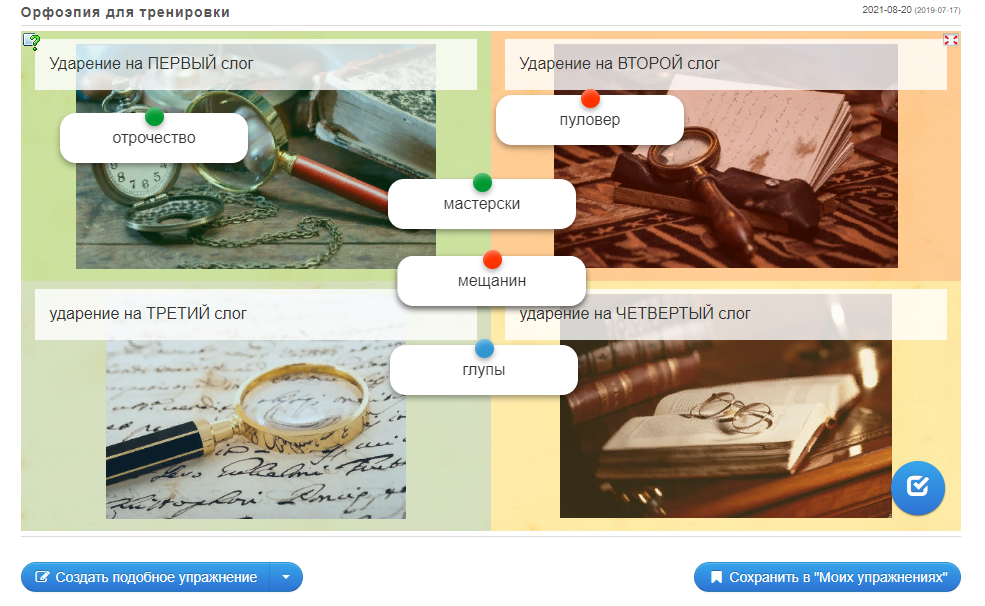 Орфоэпия для тренировки
2021-08-20 (2019-07-17)
Ударение на ПЕРВЫЙ слог
Ударение на ВТОРОЙ слог
отрочество
пуловер
мастерски
мещанин
ударение на ТРЕТИЙ слог
ударение на ЧЕТВЕРТЫЙ слог
глупы
Создать подобное упражнение
Сохранить в "Моих упражнениях"